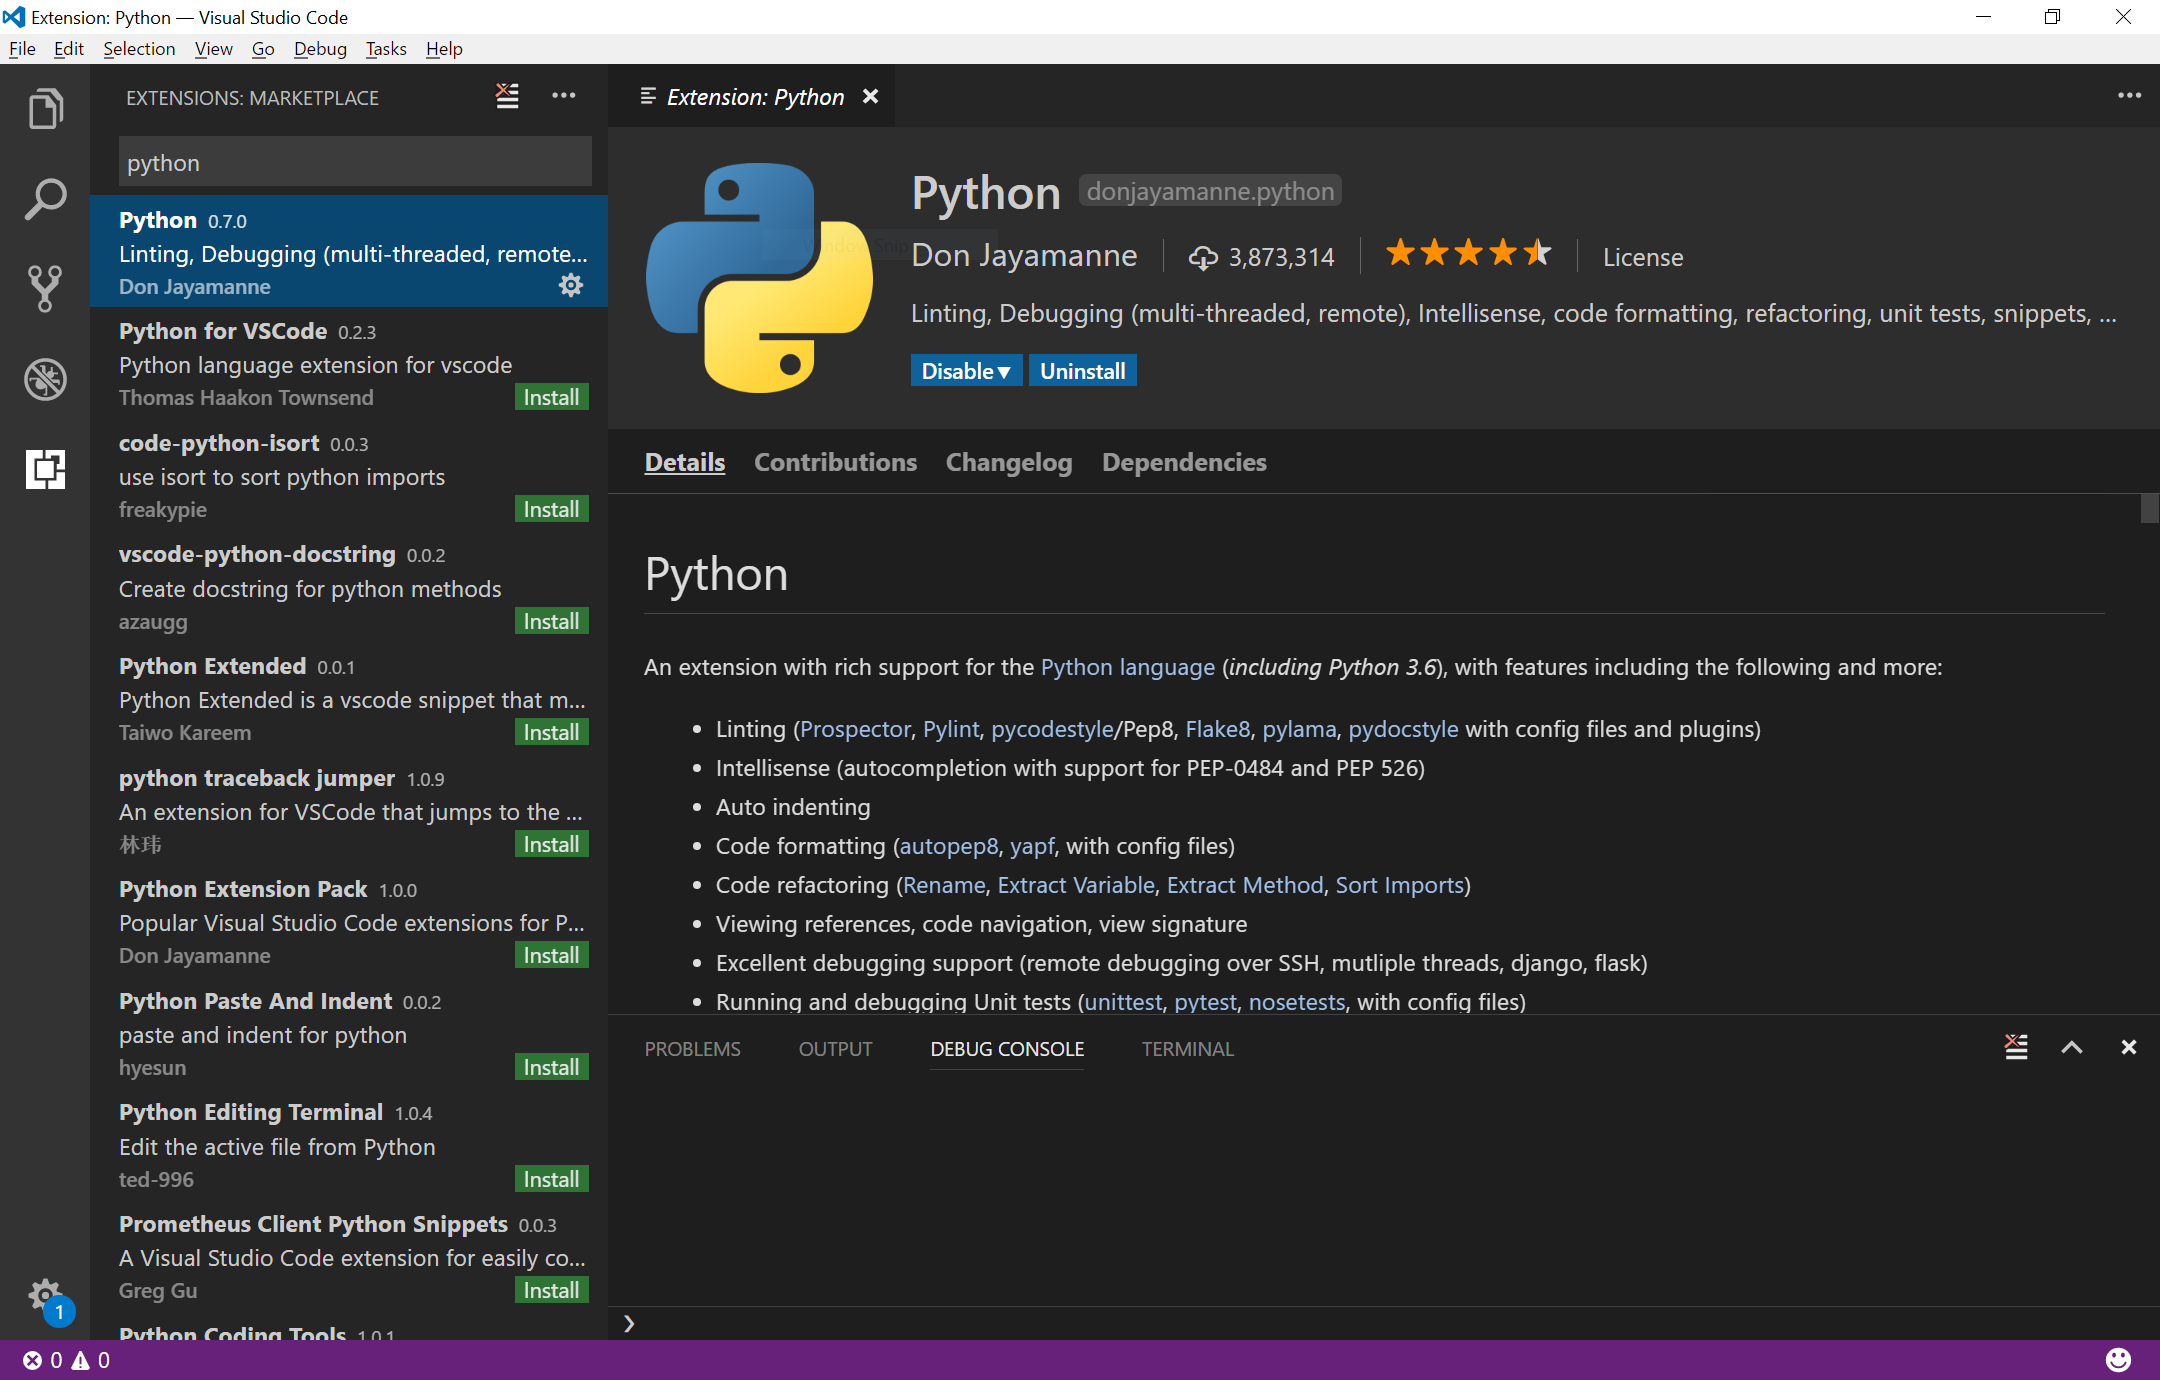 Extension: Python — Visual Studio Code
File Edit Selection View Go Debug Tasks Help
EXTENSIONS: MARKETPLACE
python
Python 0.7.0
Linting, Debugging (multi-threaded, remote...
Don Jayamanne
Python for VSCode 0.2.3
Python language extension for vscode
Thomas Haakon Townsend Install
code-python-isort 0.0.3
use isort to sort python imports
freakypie Install
vscode-python-docstring 0.0.2
Create docstring for python methods
azaugg Install
Python Extended 0.0.1
Python Extended is a vscode snippet that m...
Taiwo Kareem Install
python traceback jumper 1.0.9
An extension for VSCode that jumps to the ...
林玮 Install
Python Extension Pack 1.0.0
Popular Visual Studio Code extensions for P...
Don Jayamanne Install
Python Paste And Indent 0.0.2
paste and indent for python
hyesun Install
Python Editing Terminal 1.0.4
Edit the active file from Python
ted-996 Install
Prometheus Client Python Snippets 0.0.3
A Visual Studio Code extension for easily co...
Greg Gu Install
Python Coding Tools 1.0.1
1
Extension: Python
Python donjayamanne.python
Don Jayamanne 3,873,314 License
Linting, Debugging (multi-threaded, remote), Intellisense, code formatting, refactoring, unit tests, snippets, ...
Disable▼ Uninstall
Details Contributions Changelog Dependencies
Python
An extension with rich support for the Python language (including Python 3.6), with features including the following and more:
• Linting (Prospector, Pylint, pycodestyle/Pep8, Flake8, pylama, pydocstyle with config files and plugins)
• Intellisense (autocompletion with support for PEP-0484 and PEP 526)
• Auto indenting
• Code formatting (autopep8, yapf, with config files)
• Code refactoring (Rename, Extract Variable, Extract Method, Sort Imports)
• Viewing references, code navigation, view signature
• Excellent debugging support (remote debugging over SSH, mutliple threads, django, flask)
• Running and debugging Unit tests (unittest, pytest, nosetests, with config files)
PROBLEMS OUTPUT DEBUG CONSOLE TERMINAL
0 0